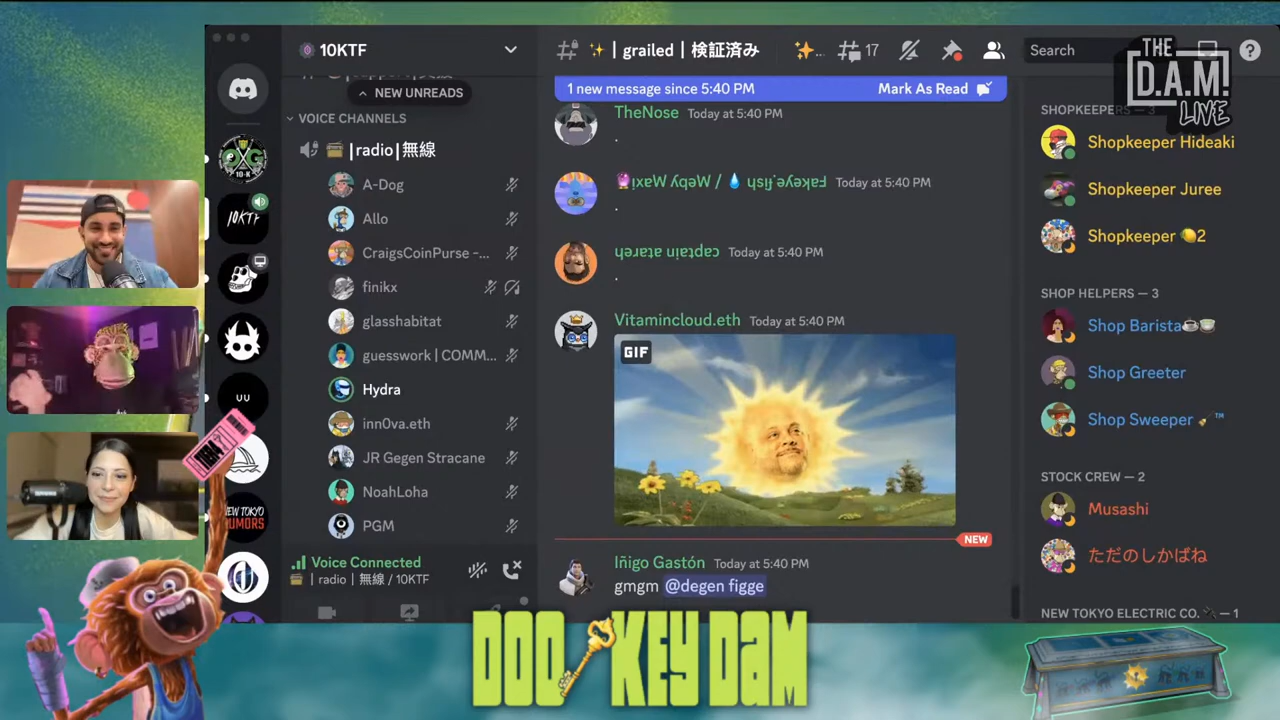 THE
D.A.M!
LIVE
10KTF
NEW UNREADS
VOICE CHANNELS
|radio|無線
A-Dog
Allo
CraigsCoinPurse -...
finikx
glasshabitat
guesswork | COMM...
Hydra
inn0va.eth
JR Gegen Stracane
NoahLoha
PGM
Voice Connected
| radio | 無線 / 10KTF
OG
10-K
10KTF
UU
NEW TOKYO
RUMORS
| grailed | 検証済み
17
Search
1 new message since 5:40 PM
Mark As Read
TheNose Today at 5:40 PM
.
Today at 5:40 PM
.
Today at 5:40 PM
.
Vitamincloud.eth Today at 5:40 PM
GIF
NEW
Iñigo Gastón Today at 5:40 PM
gmgm @degen figge
SHOPKEEPERS — 3
Shopkeeper Hideaki
Shopkeeper Juree
Shopkeeper 🍋2
SHOP HELPERS — 3
Shop Barista☕🍵
Shop Greeter
Shop Sweeper 🧹™
STOCK CREW — 2
Musashi
ただのしかばね
NEW TOKYO ELECTRIC CO. — 1
DOO KEY DAM